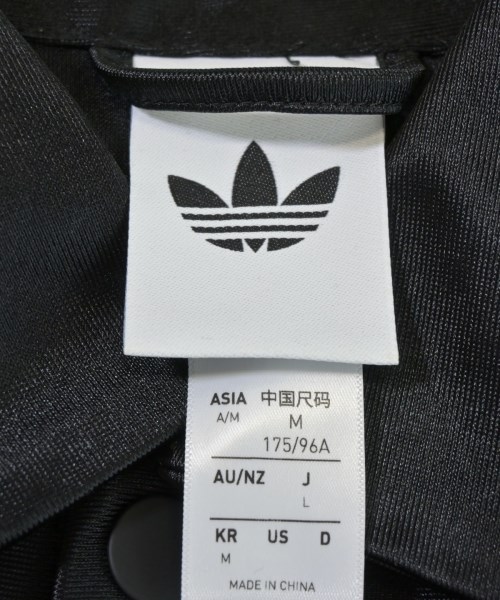 ASIA 中国尺码
A/M M
175/96A
AU/NZ J
L
KR US D
M
MADE IN CHINA